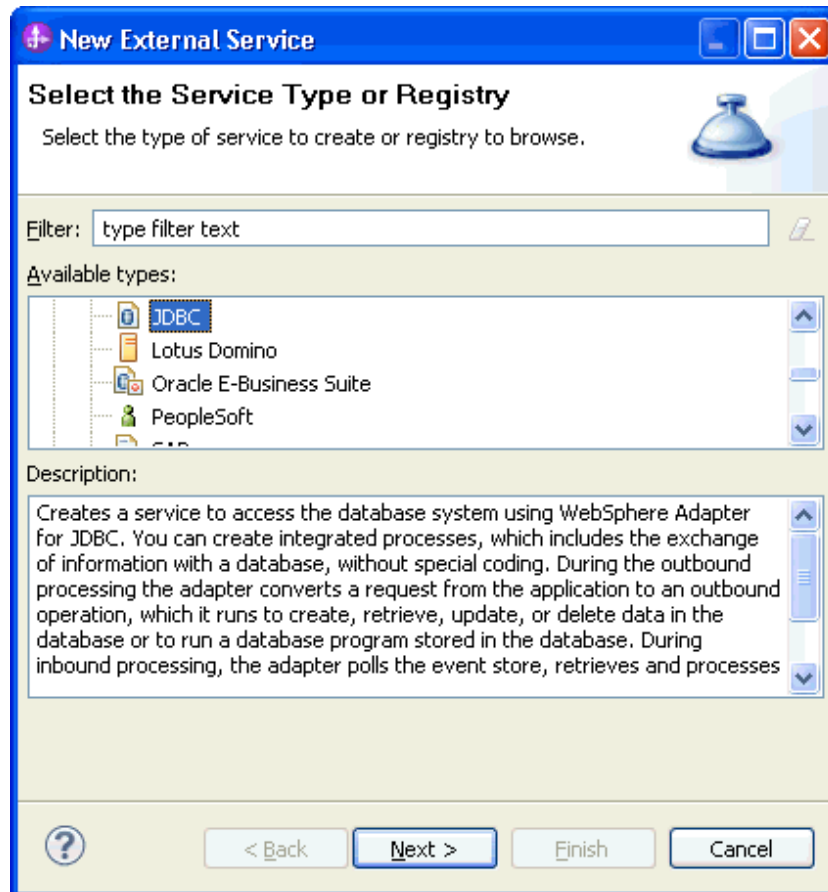 New External Service
Select the Service Type or Registry
Select the type of service to create or registry to browse.
Filter: type filter text
Available types:
JDBC
Lotus Domino
Oracle E-Business Suite
PeopleSoft
Description:
Creates a service to access the database system using WebSphere Adapter
for JDBC. You can create integrated processes, which includes the exchange
of information with a database, without special coding. During the outbound
processing the adapter converts a request from the application to an outbound
operation, which it runs to create, retrieve, update, or delete data in the
database or to run a database program stored in the database. During
inbound processing, the adapter polls the event store, retrieves and processes
? < Back Next > Finish Cancel